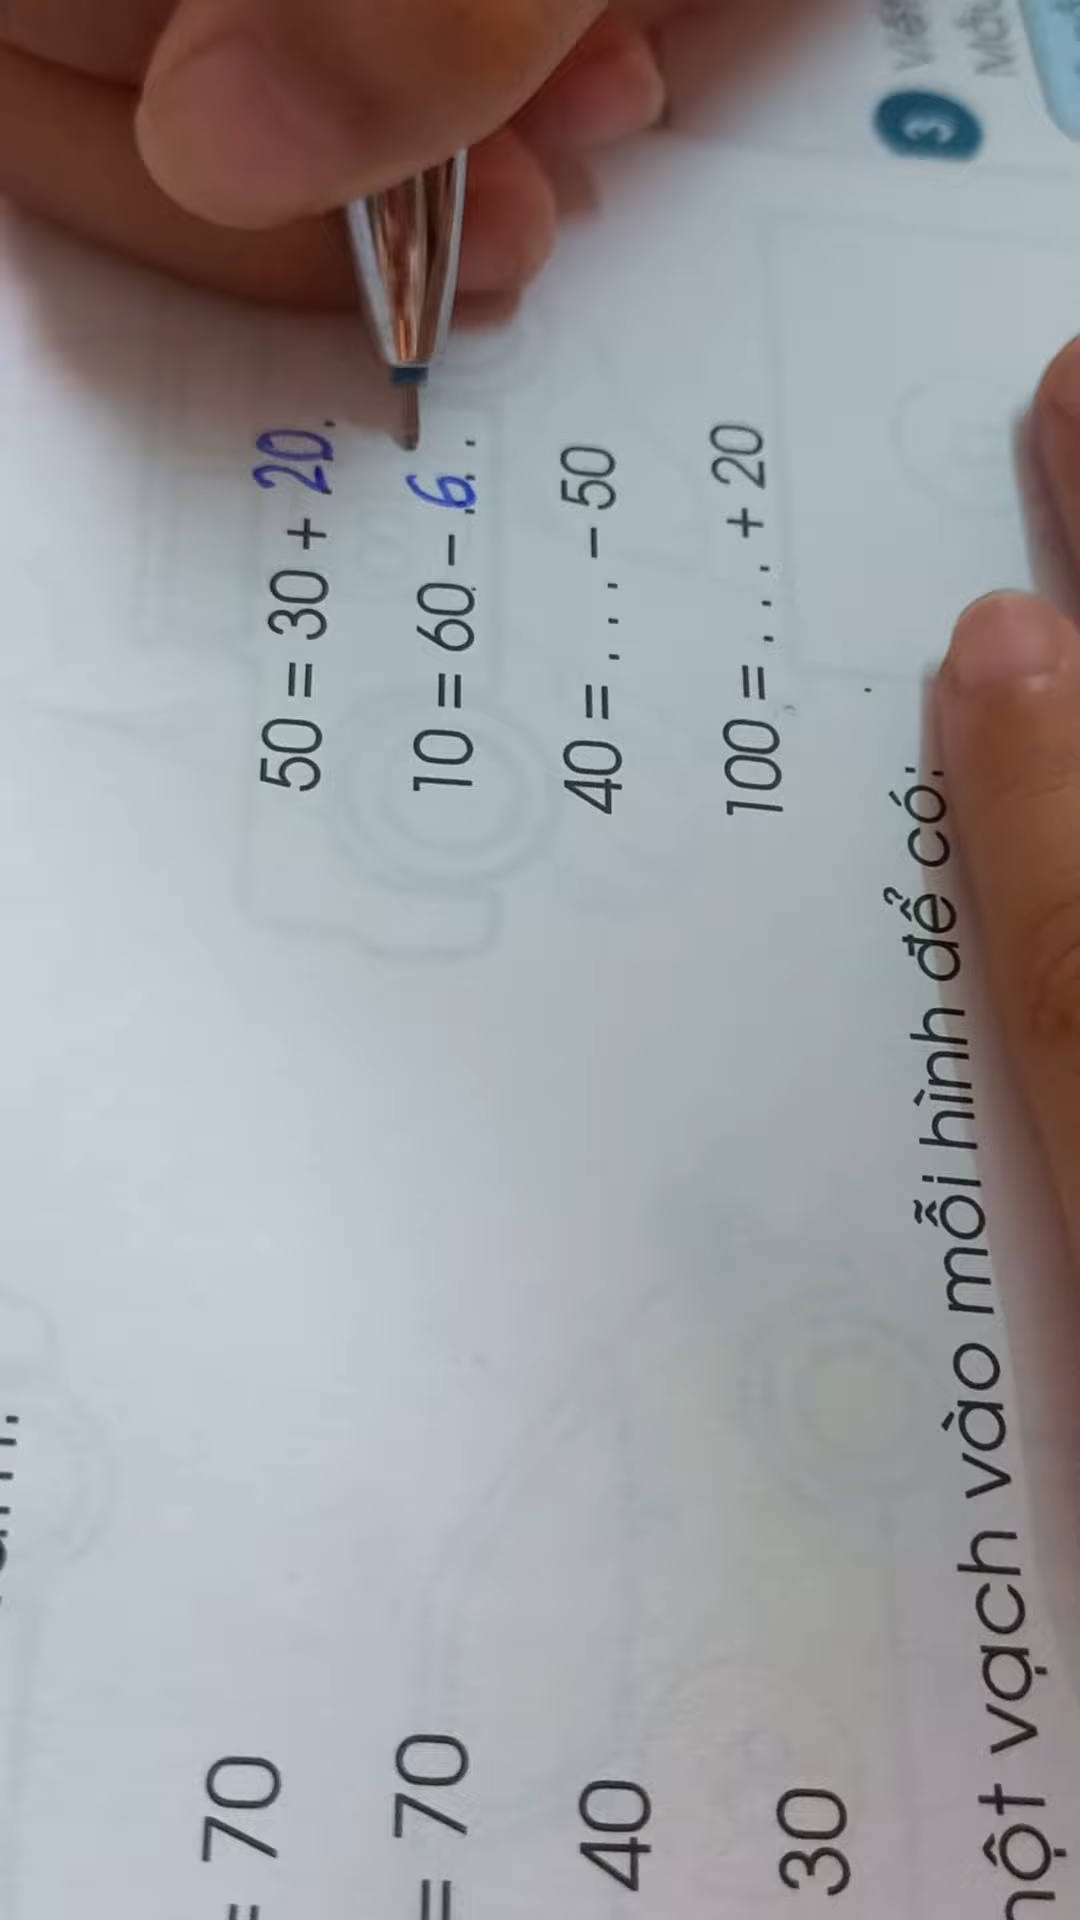 = 70
50 = 30 + 20.
= 70
10 = 60 - 6...
40
40 = .... - 50
30
100 = .... + 20
một vạch vào mỗi hình để có:
3